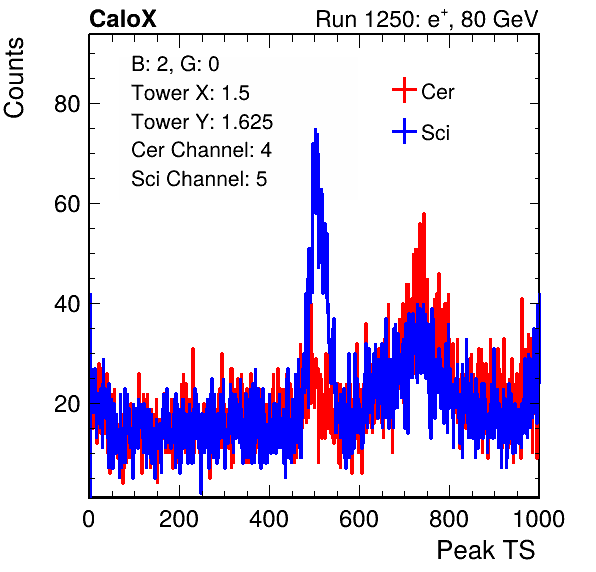 CaloX Run 1250: e⁺, 80 GeV
Counts
B: 2, G: 0
Tower X: 1.5
Tower Y: 1.625
Cer Channel: 4
Sci Channel: 5
Cer
Sci
80
60
40
20
0 200 400 600 800 1000
Peak TS